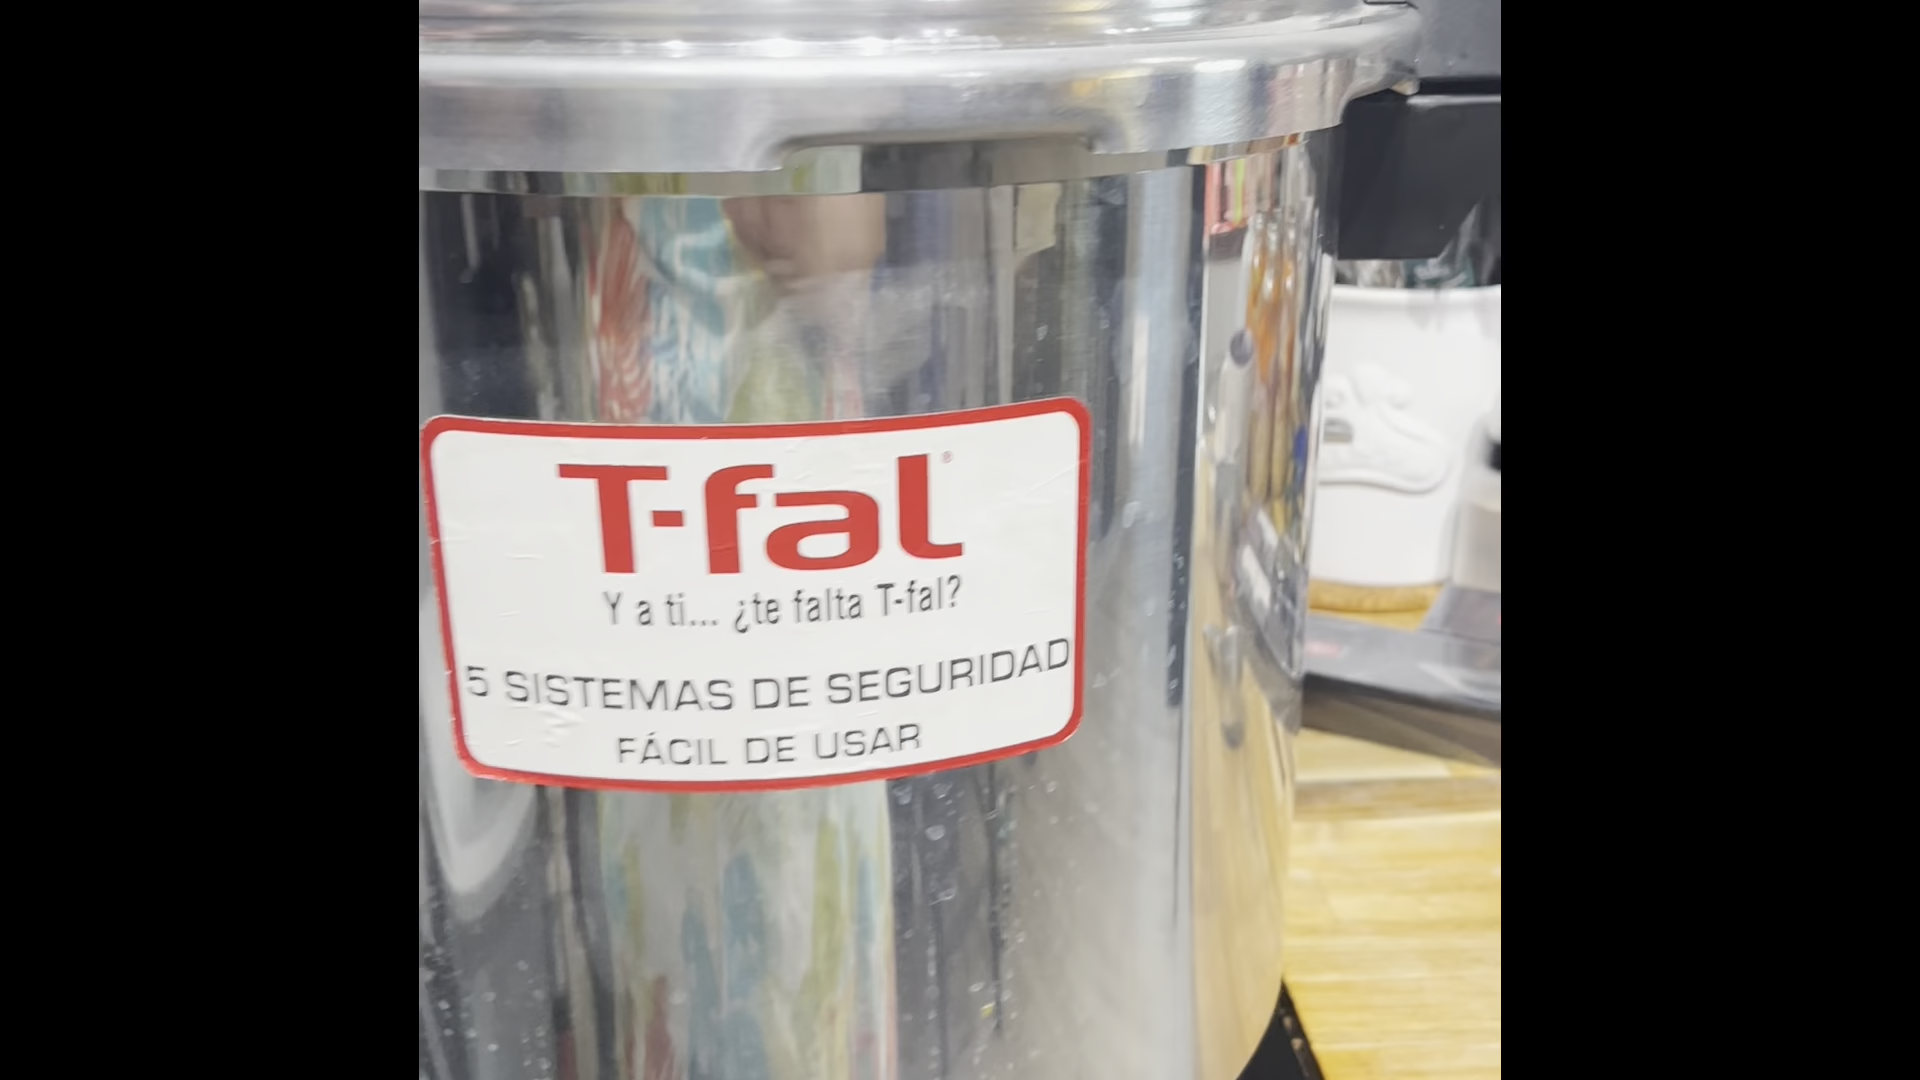 T-fal®
Y a ti... ¿te falta T-fal?
5 SISTEMAS DE SEGURIDAD
FÁCIL DE USAR